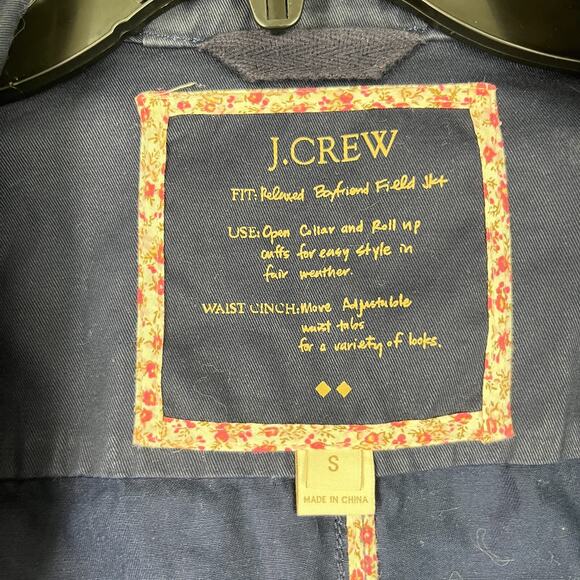 J.CREW
FIT: Relaxed Boyfriend Field Jkt
USE: Open Collar and Roll up
cuffs for easy style in
fair weather.
WAIST CINCH: Move Adjustable
waist tabs
for a variety of looks.
S
MADE IN CHINA